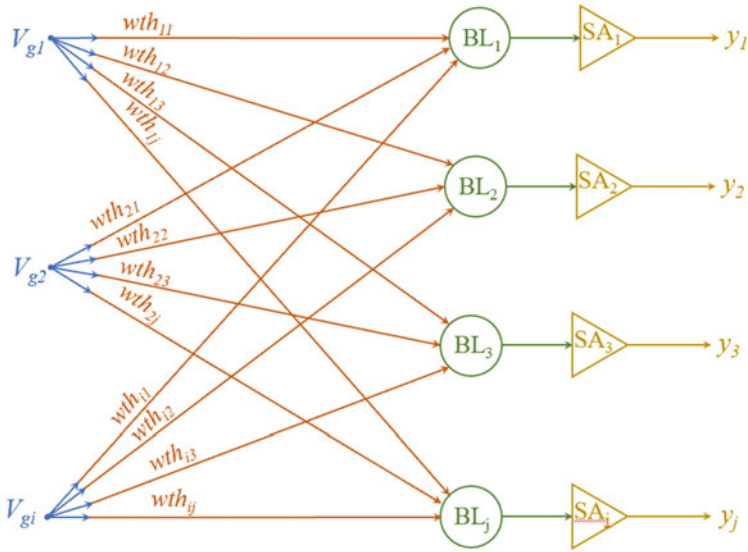 V_g1 wth_11 BL_1 SA_1 y_1
wth_12
wth_13
wth_1j
BL_2 SA_2 y_2
wth_21
wth_22
V_g2 wth_23
wth_2j
BL_3 SA_3 y_3
wth_i1
wth_i2
wth_i3
V_gi wth_ij BL_j SA_j y_j